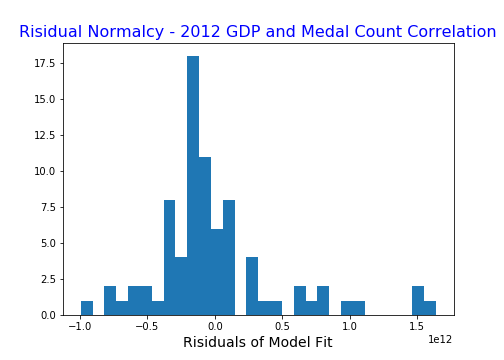 Risidual Normalcy - 2012 GDP and Medal Count Correlation
17.5
15.0
12.5
10.0
7.5
5.0
2.5
0.0
−1.0 −0.5 0.0 0.5 1.0 1.5
1e12
Risiduals of Model Fit